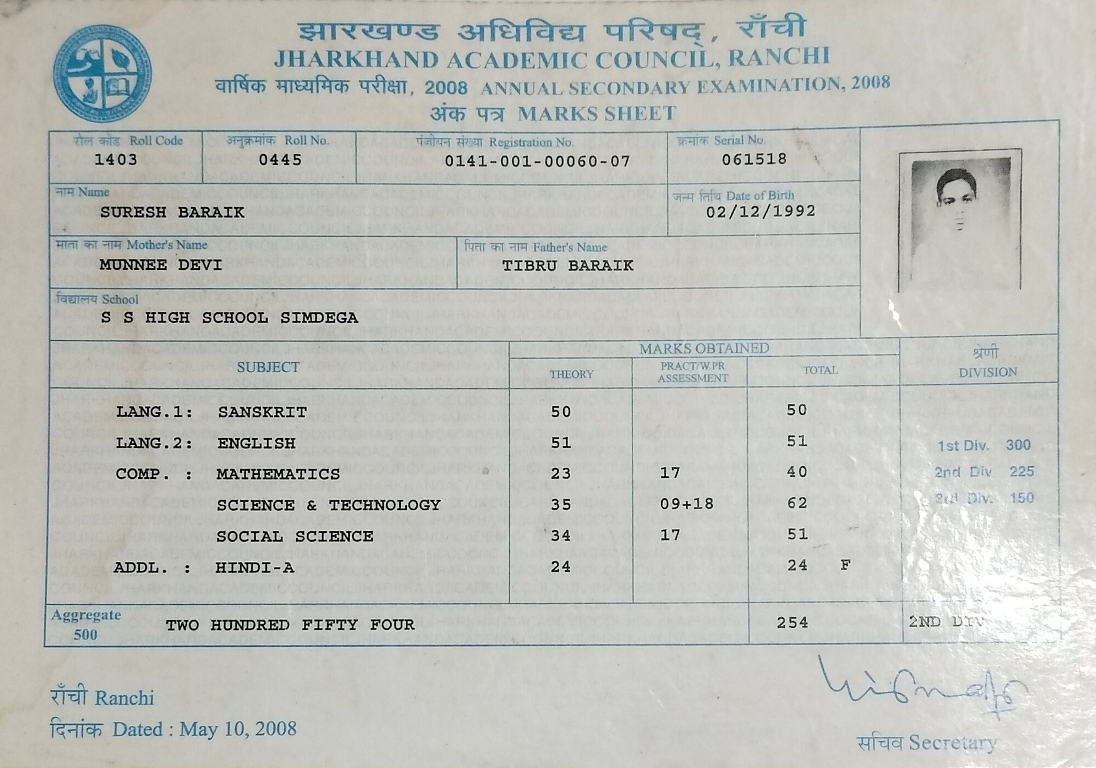 झारखण्ड अधिविद्य परिषद्, राँची
JHARKHAND ACADEMIC COUNCIL, RANCHI
वार्षिक माध्यमिक परीक्षा, 2008 ANNUAL SECONDARY EXAMINATION, 2008
अंक पत्र MARKS SHEET
रोल कोड Roll Code अनुक्रमांक Roll No. पंजीयन संख्या Registration No. क्रमांक Serial No.
1403 0445 0141-001-00060-07 061518
नाम Name जन्म तिथि Date of Birth
SURESH BARAIK 02/12/1992
माता का नाम Mother's Name पिता का नाम Father's Name
MUNNEE DEVI TIBRU BARAIK
विद्यालय School
S S HIGH SCHOOL SIMDEGA
SUBJECT MARKS OBTAINED श्रेणी DIVISION
THEORY PRACT/W.PR ASSESSMENT TOTAL
LANG.1: SANSKRIT 50 50
LANG.2: ENGLISH 51 51
COMP. : MATHEMATICS 23 17 40
SCIENCE & TECHNOLOGY 35 09+18 62
SOCIAL SCIENCE 34 17 51
ADDL. : HINDI-A 24 24 F
1st Div. 300
2nd Div. 225
3rd Div. 150
Aggregate 500 TWO HUNDRED FIFTY FOUR 254 2ND DIV
राँची Ranchi
दिनांक Dated : May 10, 2008
सचिव Secretary